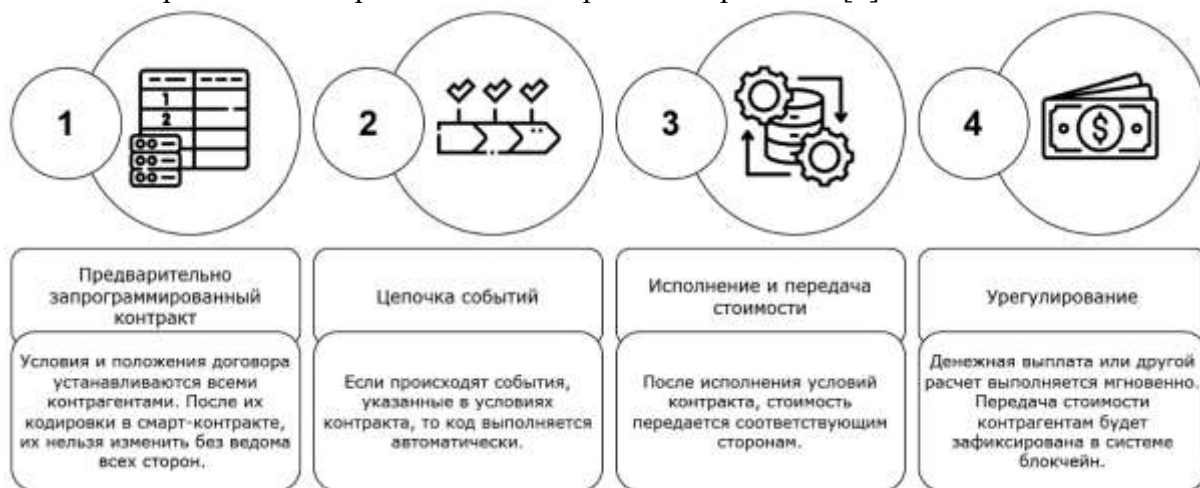 1
1
2
2
3
4
$
Предварительно
запрограммированный
контракт
Условия и положения договора
устанавливаются всеми
контрагентами. После их
кодировки в смарт-контракте,
их нельзя изменить без ведома
всех сторон.
Цепочка событий
Если происходят события,
указанные в условиях
контракта, то код выполняется
автоматически.
Исполнение и передача
стоимости
После исполнения условий
контракта, стоимость
передается соответствующим
сторонам.
Урегулирование
Денежная выплата или другой
расчет выполняется мгновенно.
Передача стоимости
контрагентам будет
зафиксирована в системе
блокчейн.